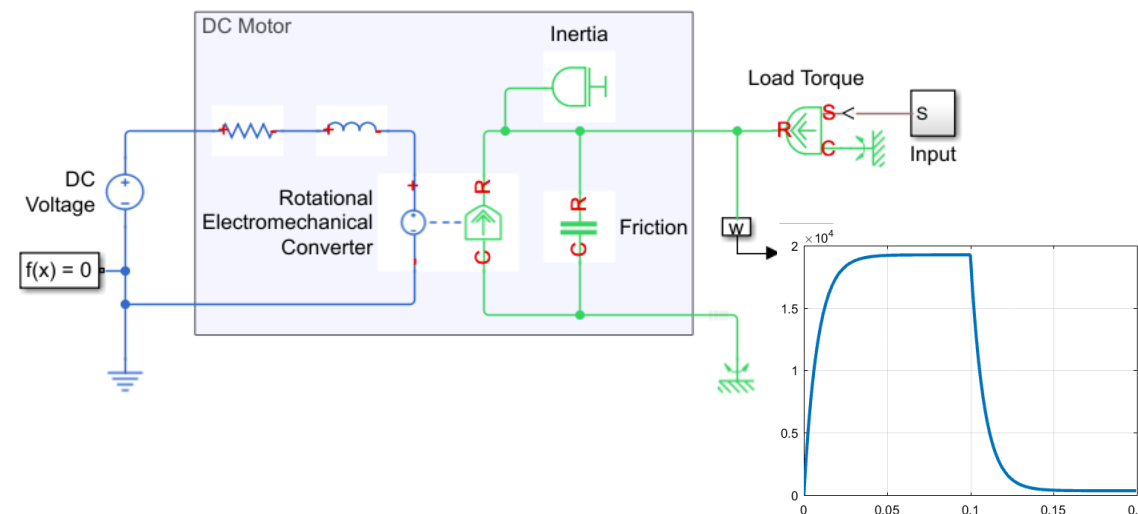 DC Motor
Inertia
Load Torque
+
-
+
-
R
S
C
S
Input
DC
Voltage
+
-
Rotational
Electromechanical
Converter
+
+
-
-
R
C
R
C
Friction
W
f(x) = 0
×10⁴
2
1.5
1
0.5
0
0
0.05
0.1
0.15
0.